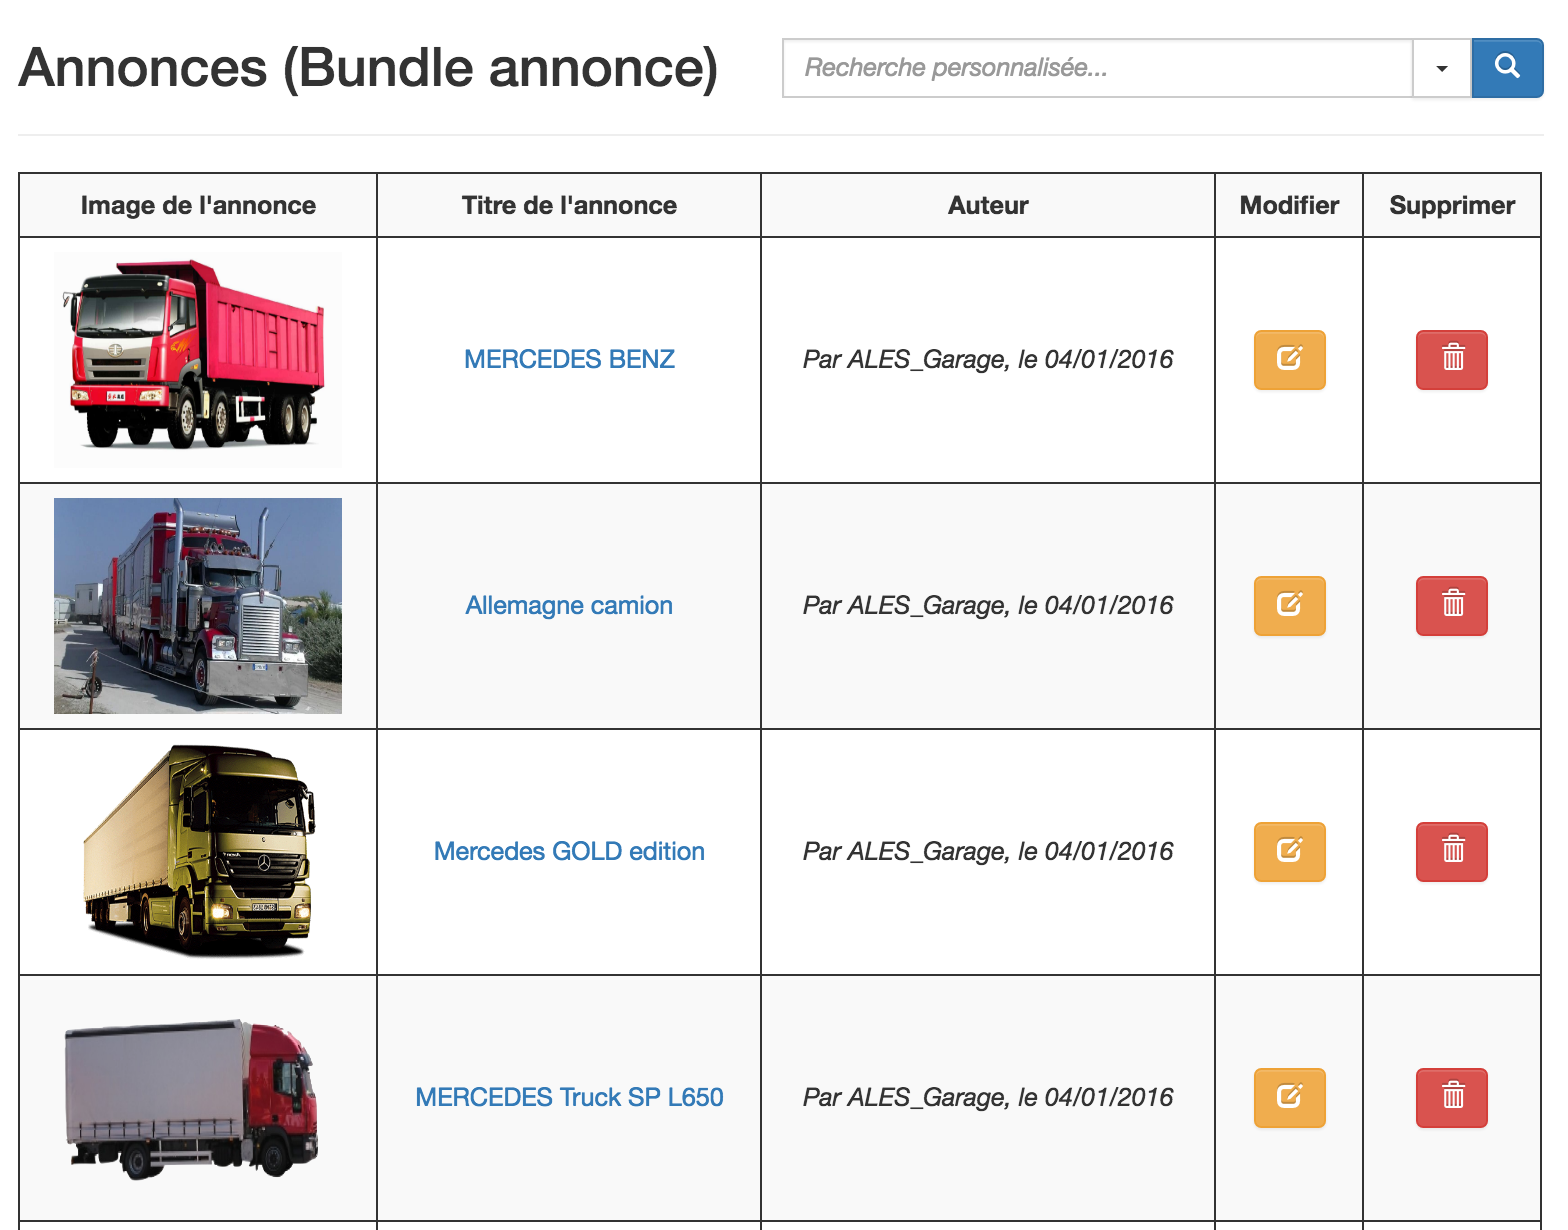 Annonces (Bundle annonce)
Recherche personnalisée...
Image de l'annonce Titre de l'annonce Auteur Modifier Supprimer
MERCEDES BENZ Par ALES_Garage, le 04/01/2016
Allemagne camion Par ALES_Garage, le 04/01/2016
Mercedes GOLD edition Par ALES_Garage, le 04/01/2016
MERCEDES Truck SP L650 Par ALES_Garage, le 04/01/2016